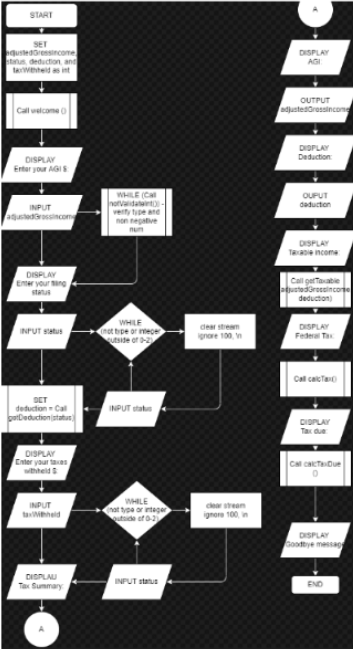 START
SET
adjustedGrossIncome,
status, deduction, and
taxWithheld as int
Call welcome ()
DISPLAY
Enter your AGI $
INPUT
adjustedGrossIncome
WHILE (Call
notValidateInt()) -
verify type and non
negative
num
DISPLAY
Enter your filing
status
INPUT status
WHILE
(not type or integer
outside of 0-2)
clear stream
ignore 100, \n
INPUT status
SET
deduction = Call
getDeduction(status)
DISPLAY
Enter your taxes
withheld $:
INPUT
taxWithheld
WHILE
(not type or integer
outside of 0-2)
clear stream
ignore 100, \n
INPUT status
DISPLAU
Tax Summary:
A
A
DISPLAY
AGI
OUTPUT
adjustedGrossIncome
DISPLAY
Deduction:
OUPUT
deduction
DISPLAY
Taxable income:
Call getTaxable
adjustedGrossIncome,
deduction)
DISPLAY
Federal Tax:
Call calcTax()
DISPLAY
Tax due:
Call calcTaxDue
()
DISPLAY
Goodbye message
END